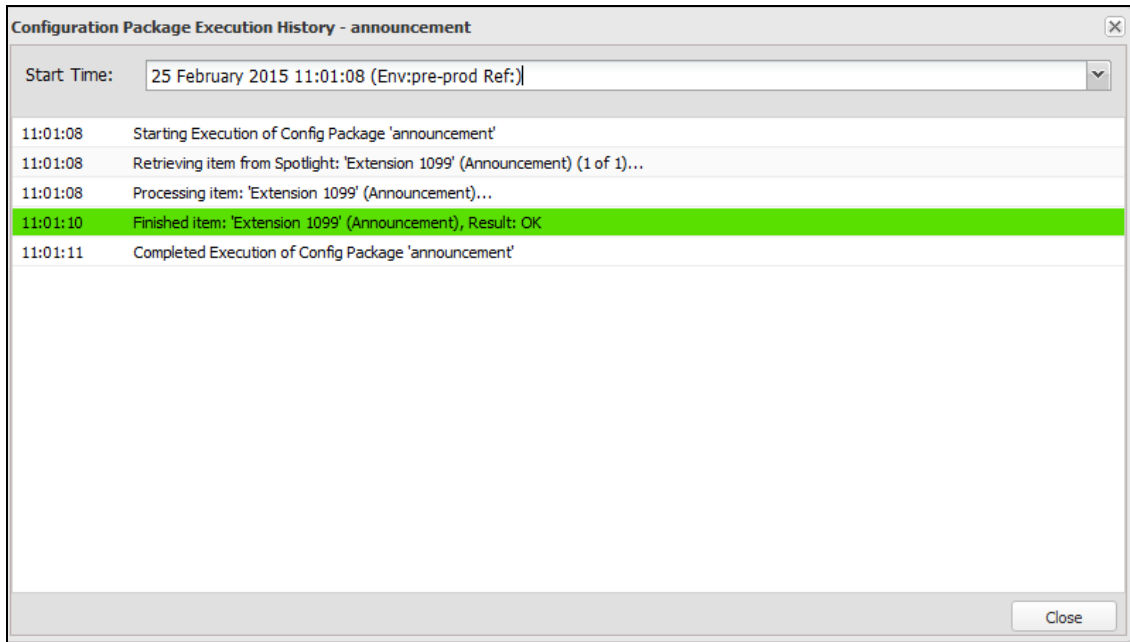 Configuration Package Execution History - announcement
Start Time: 25 February 2015 11:01:08 (Env:pre-prod Ref:)
11:01:08 Starting Execution of Config Package 'announcement'
11:01:08 Retrieving item from Spotlight: 'Extension 1099' (Announcement) (1 of 1)...
11:01:08 Processing item: 'Extension 1099' (Announcement)...
11:01:10 Finished item: 'Extension 1099' (Announcement), Result: OK
11:01:11 Completed Execution of Config Package 'announcement'
Close